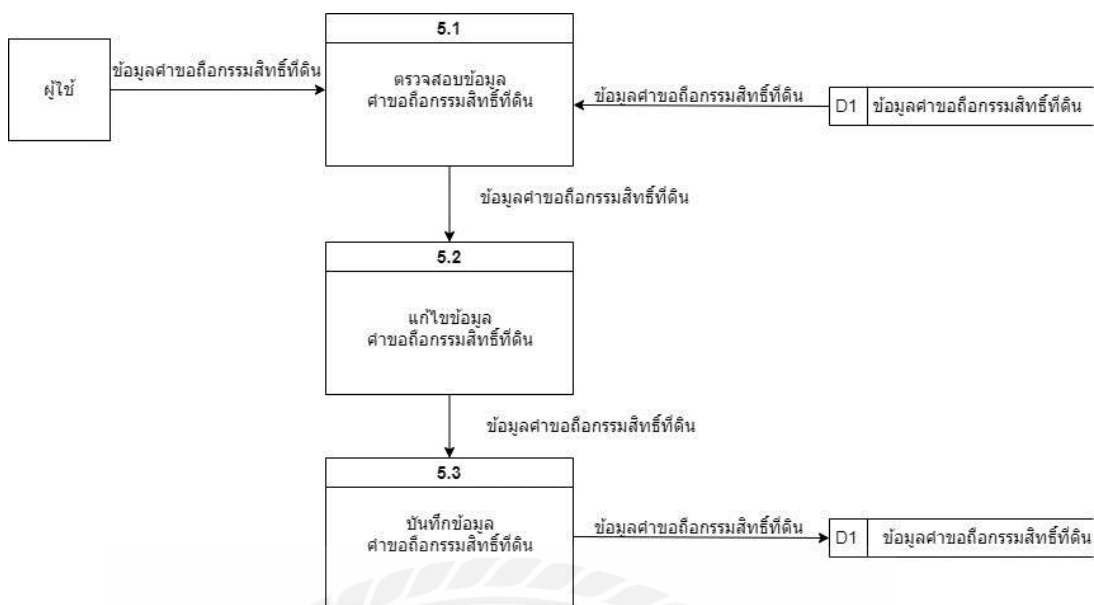 5.1
ผู้ใช้
ข้อมูลคำขอถือกรรมสิทธิ์ที่ดิน
ตรวจสอบข้อมูล
คำขอถือกรรมสิทธิ์ที่ดิน
ข้อมูลคำขอถือกรรมสิทธิ์ที่ดิน
D1 ข้อมูลคำขอถือกรรมสิทธิ์ที่ดิน
ข้อมูลคำขอถือกรรมสิทธิ์ที่ดิน
5.2
แก้ไขข้อมูล
คำขอถือกรรมสิทธิ์ที่ดิน
ข้อมูลคำขอถือกรรมสิทธิ์ที่ดิน
5.3
บันทึกข้อมูล
คำขอถือกรรมสิทธิ์ที่ดิน
ข้อมูลคำขอถือกรรมสิทธิ์ที่ดิน
D1 ข้อมูลคำขอถือกรรมสิทธิ์ที่ดิน